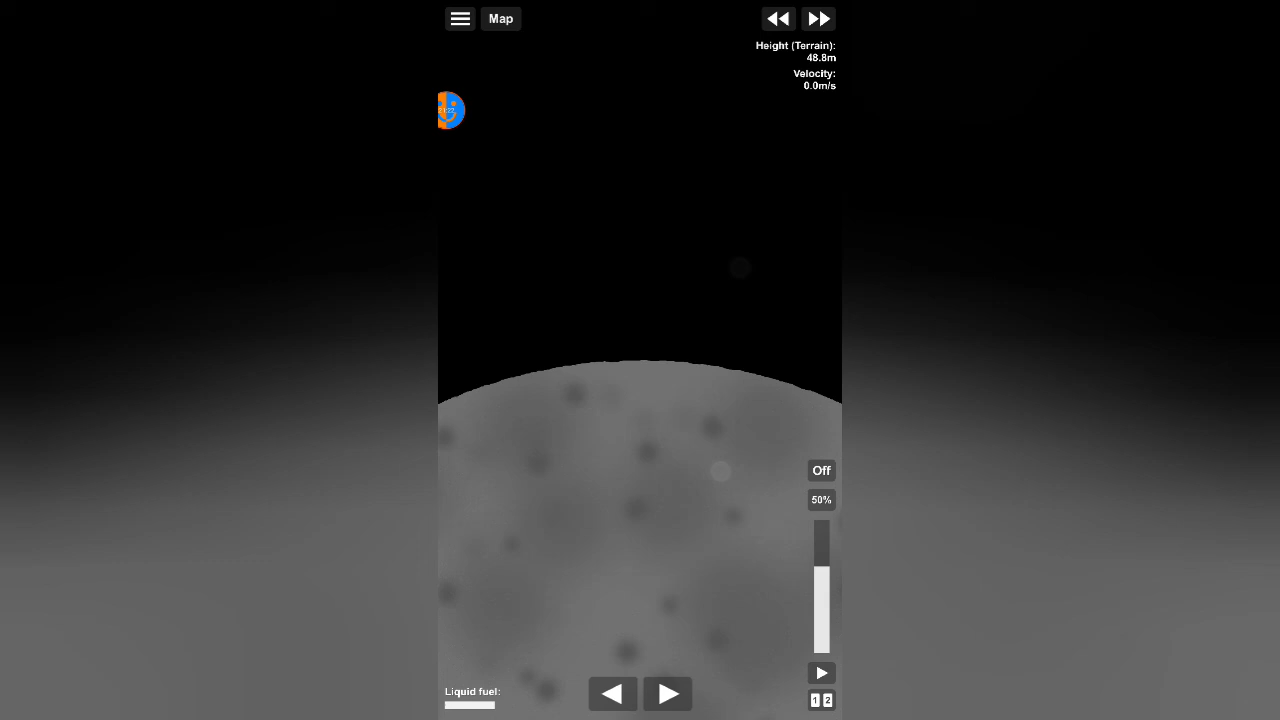 Map
Height (Terrain):
48.8m
Velocity:
0.0m/s
Off
50%
Liquid fuel:
1 2